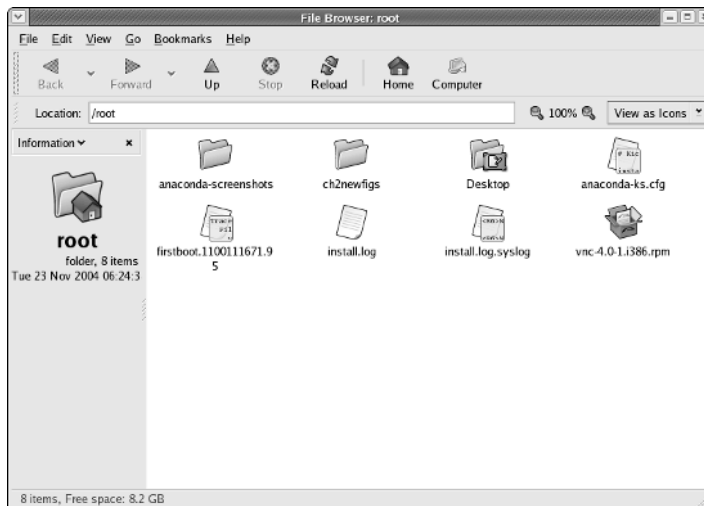 File Browser: root
File Edit View Go Bookmarks Help
Back Forward Up Stop Reload Home Computer
Location: /root 100% View as Icons
Information
root
folder, 8 items
Tue 23 Nov 2004 06:24:3
anaconda-screenshots ch2newfigs Desktop anaconda-ks.cfg
firstboot.1100111671.9
5
install.log install.log.syslog vnc-4.0-1.i386.rpm
8 items, Free space: 8.2 GB